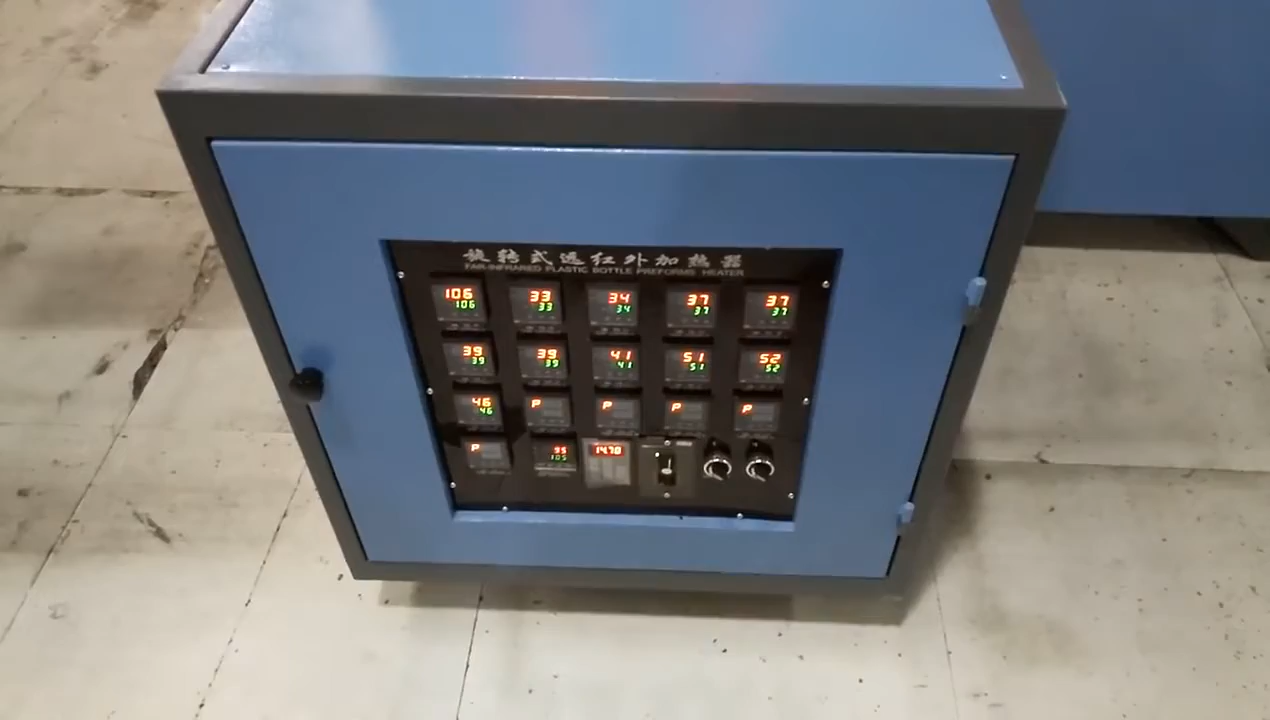 旋转式远红外加热器
FAR-INFRARED PLASTIC BOTTLE PREFORMS HEATER
106 33 34 37 37
106 33 34 37 37
39 39 41 51 52
39 39 41 51 52
46 P P P P
46
P 95 14.78
105